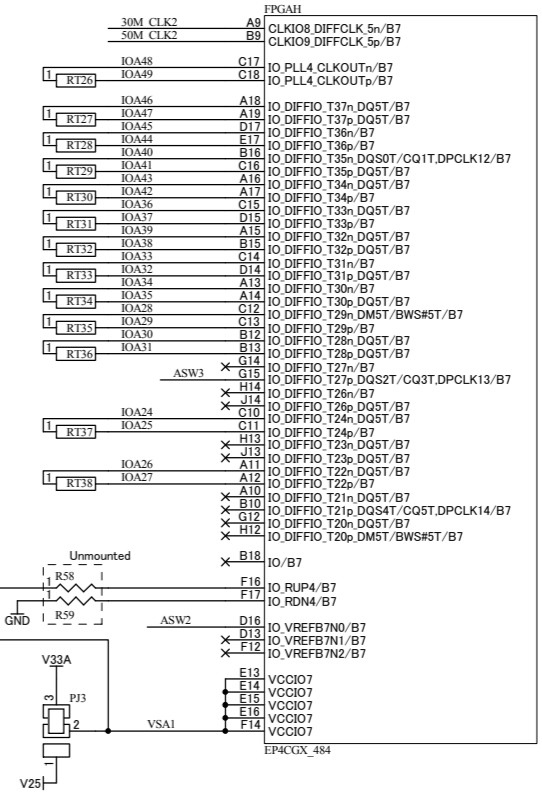 FPGAH
30M_CLK2 A9 CLKIO8_DIFFCLK_5n/B7
50M_CLK2 B9 CLKIO9_DIFFCLK_5p/B7
IOA48 C17 IO_PLL4_CLKOUTn/B7
1 RT26 IOA49 C18 IO_PLL4_CLKOUTp/B7
IOA46 A18 IO_DIFFIO_T37n_DQ5T/B7
1 RT27 IOA47 A19 IO_DIFFIO_T37p_DQ5T/B7
IOA45 D17 IO_DIFFIO_T36n/B7
1 RT28 IOA44 E17 IO_DIFFIO_T36p/B7
IOA40 B16 IO_DIFFIO_T35n_DQS0T/CQ1T,DPCLK12/B7
1 RT29 IOA41 C16 IO_DIFFIO_T35p_DQ5T/B7
IOA43 A16 IO_DIFFIO_T34n_DQ5T/B7
1 RT30 IOA42 A17 IO_DIFFIO_T34p/B7
IOA36 C15 IO_DIFFIO_T33n_DQ5T/B7
1 RT31 IOA37 D15 IO_DIFFIO_T33p/B7
IOA39 A15 IO_DIFFIO_T32n_DQ5T/B7
1 RT32 IOA38 B15 IO_DIFFIO_T32p_DQ5T/B7
IOA33 C14 IO_DIFFIO_T31n/B7
1 RT33 IOA32 D14 IO_DIFFIO_T31p_DQ5T/B7
IOA34 A13 IO_DIFFIO_T30n/B7
1 RT34 IOA35 A14 IO_DIFFIO_T30p_DQ5T/B7
IOA28 C12 IO_DIFFIO_T29n_DM5T/BWS#5T/B7
1 RT35 IOA29 C13 IO_DIFFIO_T29p/B7
IOA30 B12 IO_DIFFIO_T28n_DQ5T/B7
1 RT36 IOA31 B13 IO_DIFFIO_T28p_DQ5T/B7
G14 IO_DIFFIO_T27n/B7
ASW3 G15 IO_DIFFIO_T27p_DQS2T/CQ3T,DPCLK13/B7
H14 IO_DIFFIO_T26n/B7
J14 IO_DIFFIO_T26p_DQ5T/B7
IOA24 C10 IO_DIFFIO_T24n_DQ5T/B7
1 RT37 IOA25 C11 IO_DIFFIO_T24p/B7
H13 IO_DIFFIO_T23n_DQ5T/B7
J13 IO_DIFFIO_T23p_DQ5T/B7
IOA26 A11 IO_DIFFIO_T22n_DQ5T/B7
1 RT38 IOA27 A12 IO_DIFFIO_T22p/B7
A10 IO_DIFFIO_T21n_DQ5T/B7
B10 IO_DIFFIO_T21p_DQS4T/CQ5T,DPCLK14/B7
G12 IO_DIFFIO_T20n_DQ5T/B7
H12 IO_DIFFIO_T20p_DM5T/BWS#5T/B7
B18 IO/B7
Unmounted
1 R58 F16 IO_RUP4/B7
1 R59 F17 IO_RDN4/B7
GND
ASW2 D16 IO_VREFB7N0/B7
D13 IO_VREFB7N1/B7
F12 IO_VREFB7N2/B7
V33A
E13 VCCIO7
E14 VCCIO7
3 PJ3 E15 VCCIO7
E16 VCCIO7
2 VSA1 F14 VCCIO7
EP4CGX_484
1
V25